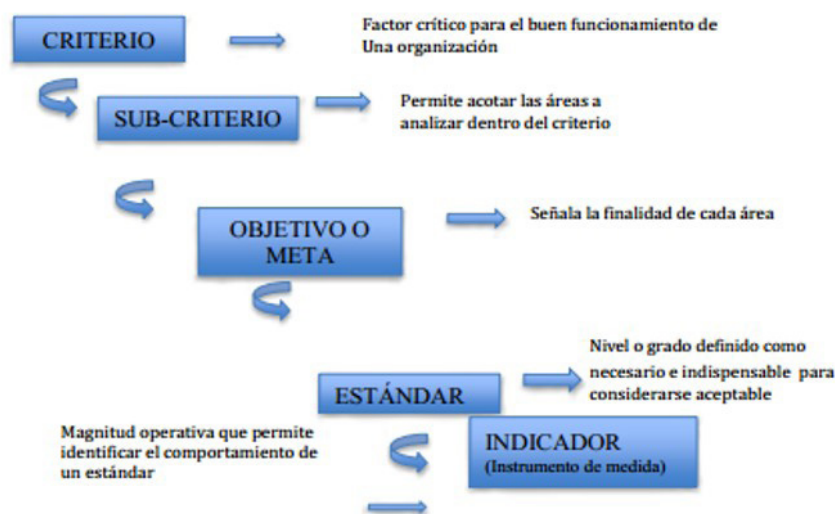 CRITERIO
Factor crítico para el buen funcionamiento de
Una organización
SUB-CRITERIO
Permite acotar las áreas a
analizar dentro del criterio
OBJETIVO O
META
Señala la finalidad de cada área
ESTÁNDAR
Nivel o grado definido como
necesario e indispensable para
considerarse aceptable
INDICADOR
(Instrumento de medida)
Magnitud operativa que permite
identificar el comportamiento de
un estándar